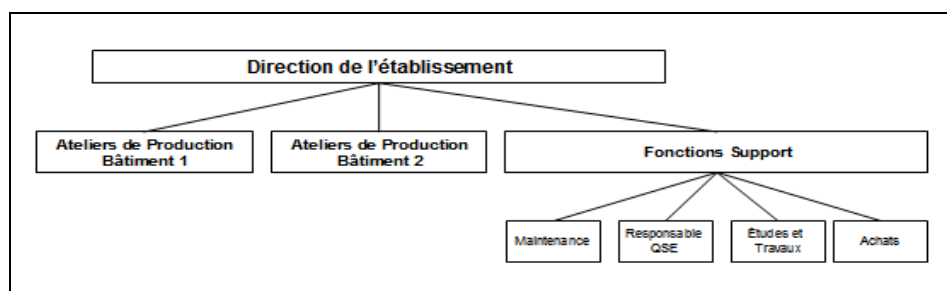 Direction de l'établissement
Ateliers de Production
Bâtiment 1
Ateliers de Production
Bâtiment 2
Fonctions Support
Maintenance
Responsable
QSE
Études et
Travaux
Achats